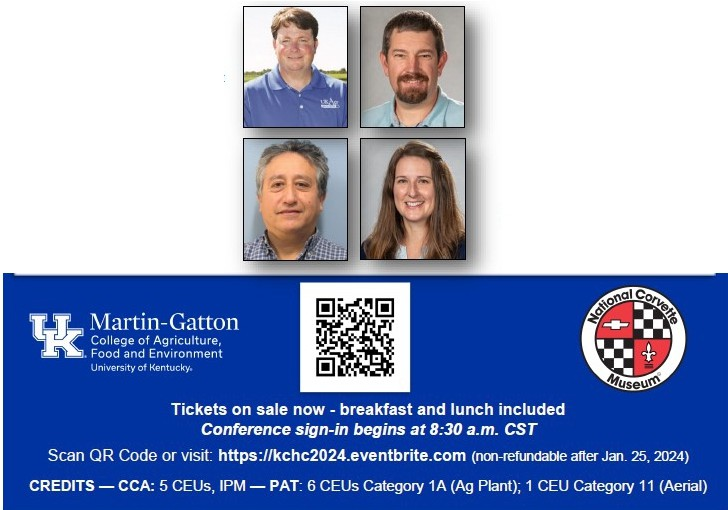 UK Martin-Gatton
College of Agriculture,
Food and Environment
University of Kentucky®
National Corvette
Museum®
Tickets on sale now - breakfast and lunch included
Conference sign-in begins at 8:30 a.m. CST
Scan QR Code or visit: https://kchc2024.eventbrite.com (non-refundable after Jan. 25, 2024)
CREDITS — CCA: 5 CEUs, IPM — PAT: 6 CEUs Category 1A (Ag Plant); 1 CEU Category 11 (Aerial)